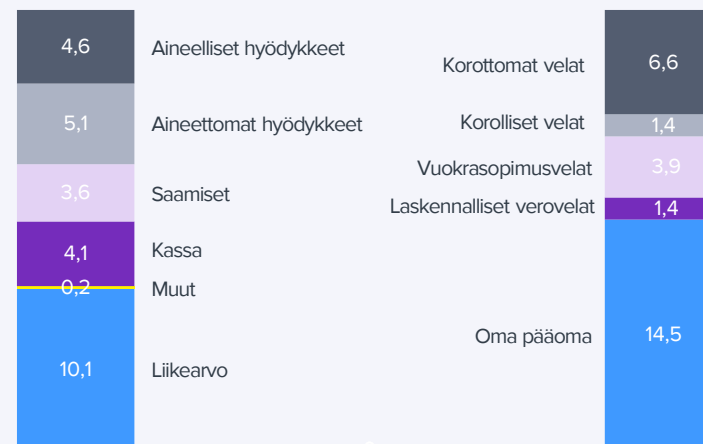 4,6 Aineelliset hyödykkeet
5,1 Aineettomat hyödykkeet
3,6 Saamiset
4,1 Kassa
0,2 Muut
10,1 Liikearvo
Korottomat velat 6,6
Korolliset velat 1,4
Vuokrasopimusvelat 3,9
Laskennalliset verovelat 1,4
Oma pääoma 14,5